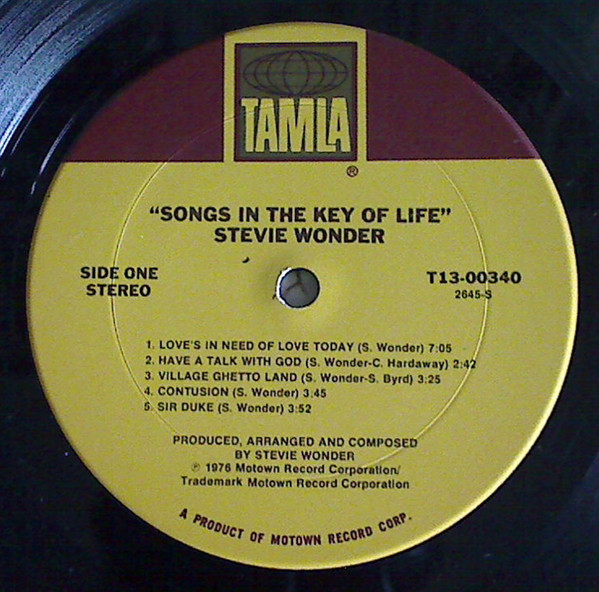 TAMLA
®
"SONGS IN THE KEY OF LIFE"
STEVIE WONDER
SIDE ONE
STEREO
T13-00340
2645-S
1. LOVE'S IN NEED OF LOVE TODAY (S. Wonder) 7:05
2. HAVE A TALK WITH GOD (S. Wonder-C. Hardaway) 2:42
3. VILLAGE GHETTO LAND (S. Wonder-S. Byrd) 3:25
4. CONTUSION (S. Wonder) 3:45
5. SIR DUKE (S. Wonder) 3:52
PRODUCED, ARRANGED AND COMPOSED
BY STEVIE WONDER
℗ 1976 Motown Record Corporation/
Trademark Motown Record Corporation
A PRODUCT OF MOTOWN RECORD CORP.